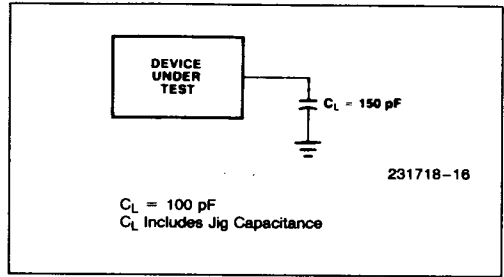 DEVICE
UNDER
TEST
C_L = 150 pF
231718-16
C_L = 100 pF
C_L Includes Jig Capacitance